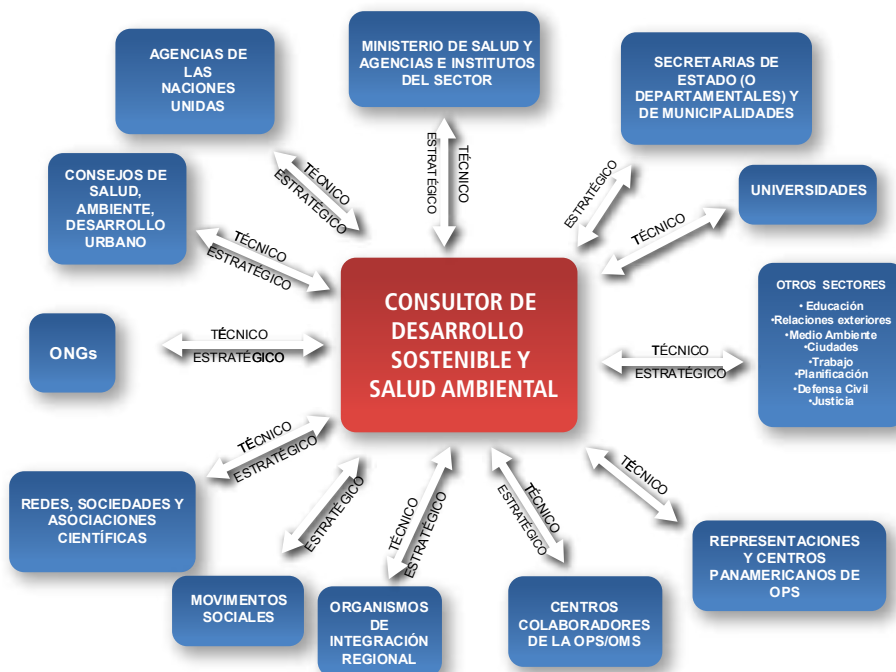 AGENCIAS DE
LAS
NACIONES
UNIDAS
MINISTERIO DE SALUD Y
AGENCIAS E INSTITUTOS
DEL SECTOR
SECRETARIAS DE
ESTADO (O
DEPARTAMENTALES) Y
DE MUNICIPALIDADES
TÉCNICO
ESTRATÉGICO
ESTRATÉGICO
TÉCNICO
ESTRATÉGICO
CONSEJOS DE
SALUD,
AMBIENTE,
DESARROLLO
URBANO
UNIVERSIDADES
TÉCNICO
ESTRATÉGICO
TÉCNICO
CONSULTOR DE
DESARROLLO
SOSTENIBLE Y
SALUD AMBIENTAL
OTROS SECTORES
• Educación
•Relaciones exteriores
•Medio Ambiente
•Ciudades
•Trabajo
•Planificación
•Defensa Civil
•Justicia
ONGs
TÉCNICO
ESTRATÉGICO
TÉCNICO
ESTRATÉGICO
TÉCNICO
ESTRATÉGICO
ESTRATÉGICO
TÉCNICO
ESTRATÉGICO
TÉCNICO
ESTRATÉGICO
TÉCNICO
REDES, SOCIEDADES Y
ASOCIACIONES
CIENTÍFICAS
REPRESENTACIONES
Y CENTROS
PANAMERICANOS DE
OPS
MOVIMENTOS
SOCIALES
ORGANISMOS
DE
INTEGRACIÓN
REGIONAL
CENTROS
COLABORADORES
DE LA OPS/OMS